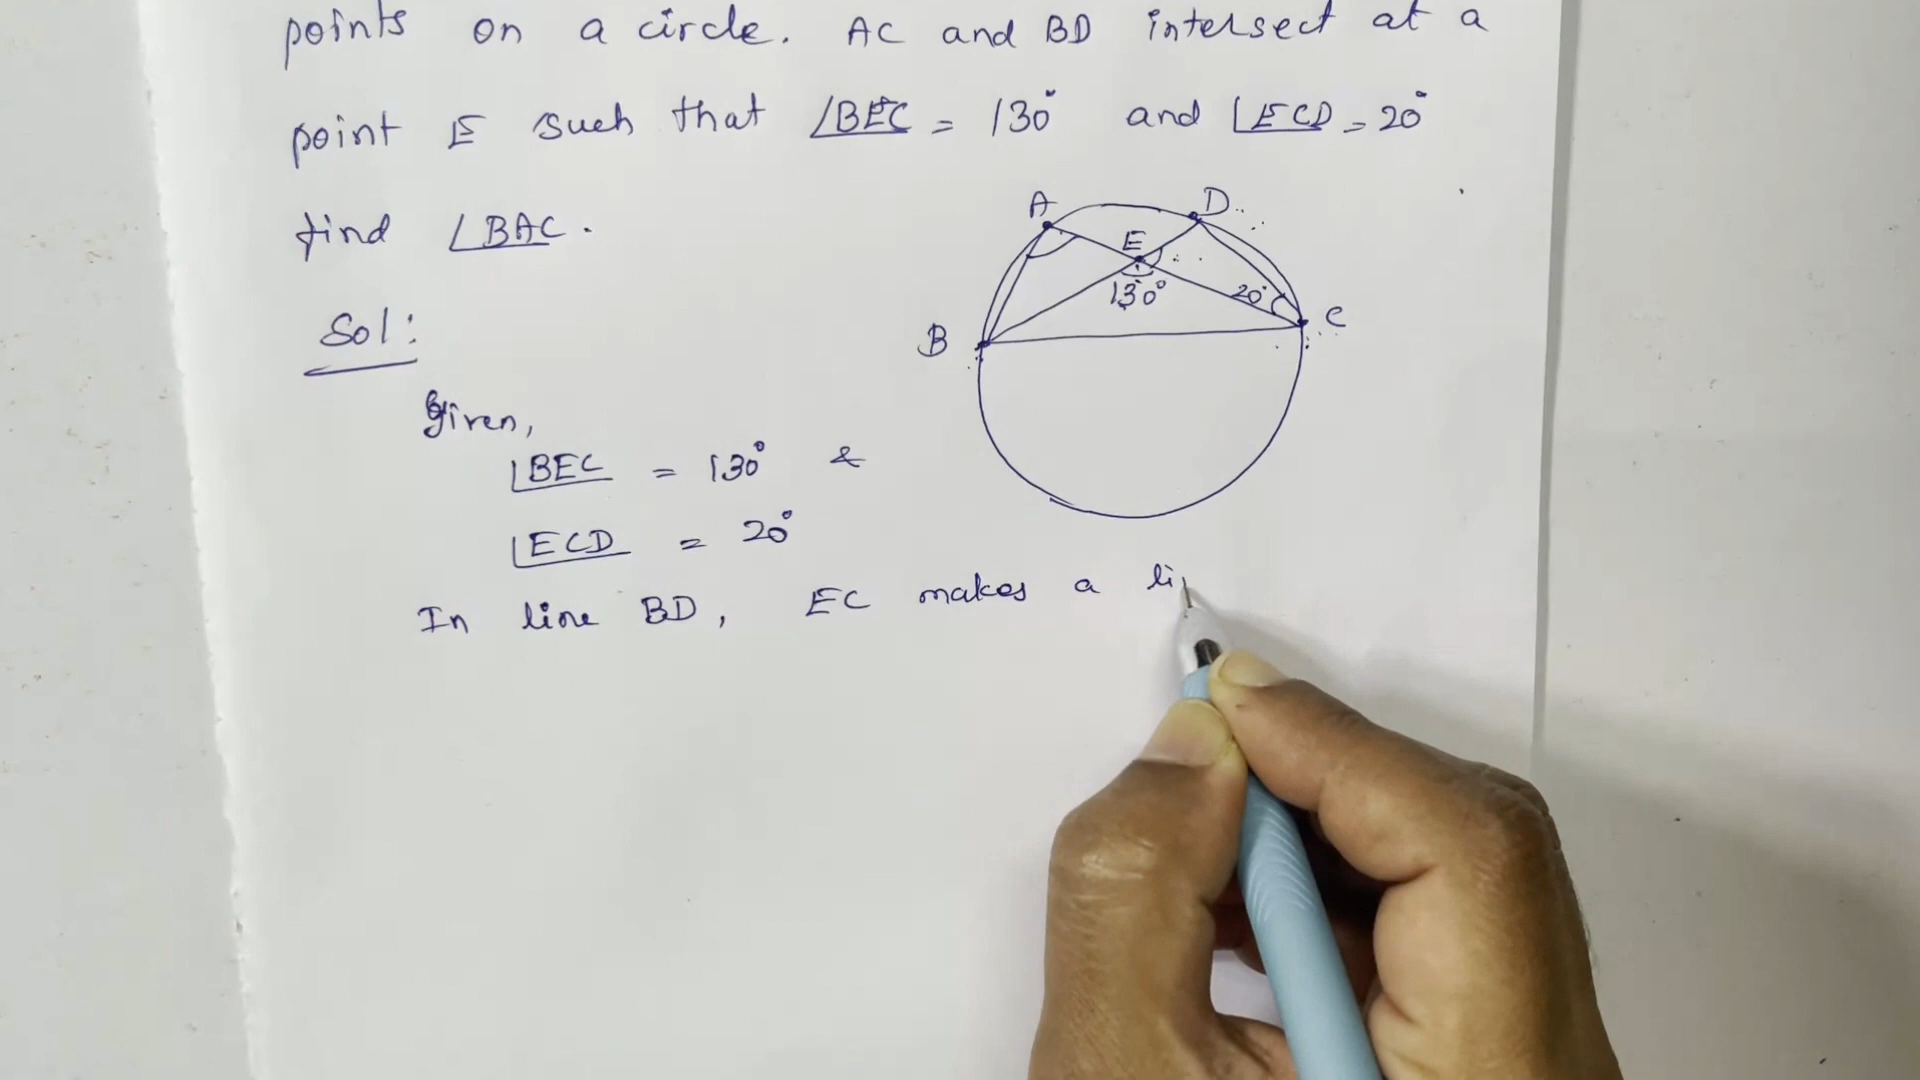 points on a circle. AC and BD intersect at a
point E such that ∠BEC = 130° and ∠ECD = 20°
find ∠BAC.
A
D
E
130°
20°
B
C
Sol:
Given,
∠BEC = 130° &
∠ECD = 20°
In line BD, EC makes a li